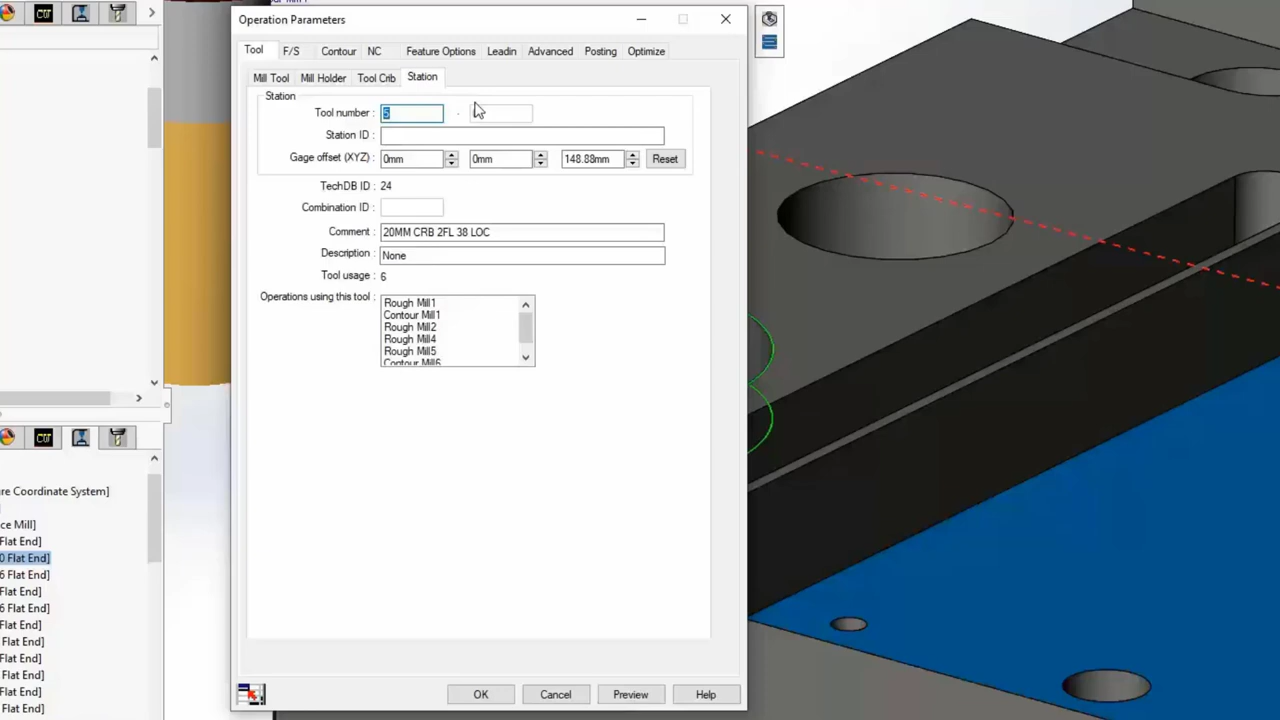 Operation Parameters
Tool F/S Contour NC Feature Options Leadin Advanced Posting Optimize
Mill Tool Mill Holder Tool Crib Station
Station
Tool number : 5
Station ID :
Gage offset (XYZ) : 0mm 0mm 148.88mm Reset
TechDB ID : 24
Combination ID :
Comment : 20MM CRB 2FL 38 LOC
Description : None
Tool usage : 6
Operations using this tool :
Rough Mill1
Contour Mill1
Rough Mill2
Rough Mill4
Rough Mill5
Contour Mill6
ure Coordinate System]
]
ce Mill]
Flat End]
0 Flat End]
6 Flat End]
Flat End]
6 Flat End]
Flat End]
Flat End]
Flat End]
Flat End]
Flat End]
Flat End]
OK Cancel Preview Help